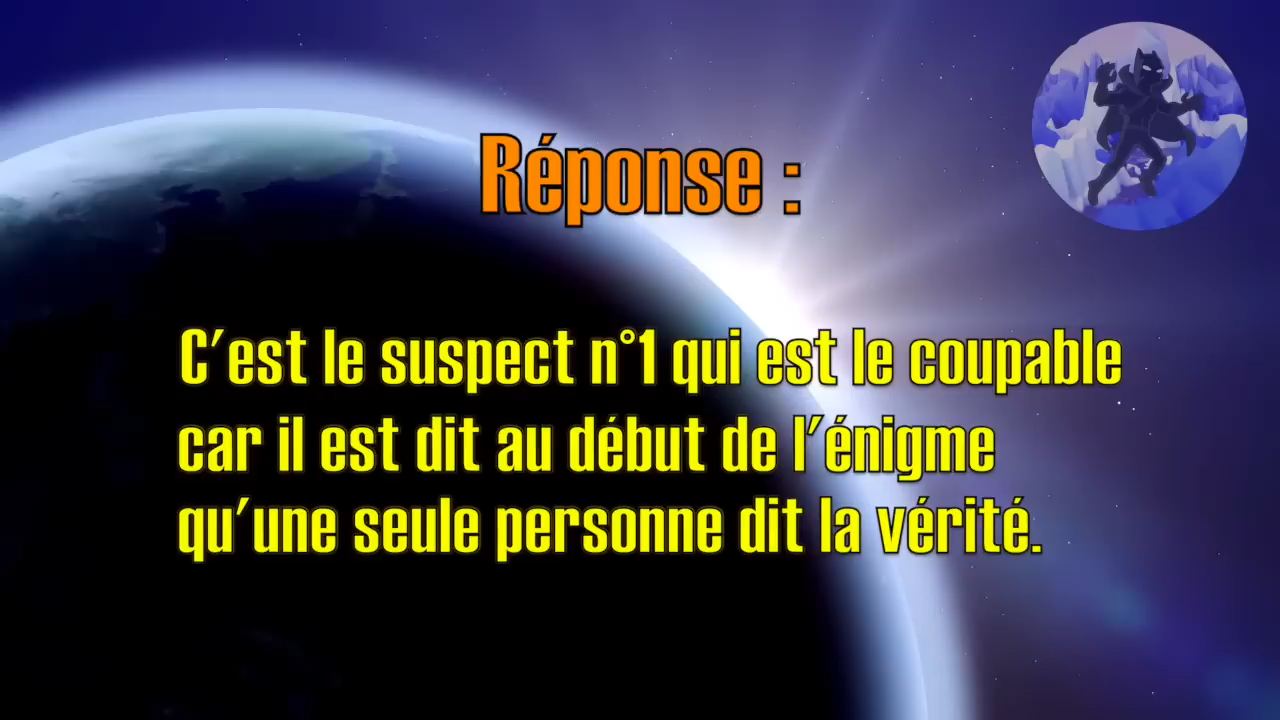 Réponse :
C'est le suspect n°1 qui est le coupable
car il est dit au début de l'énigme
qu'une seule personne dit la vérité.